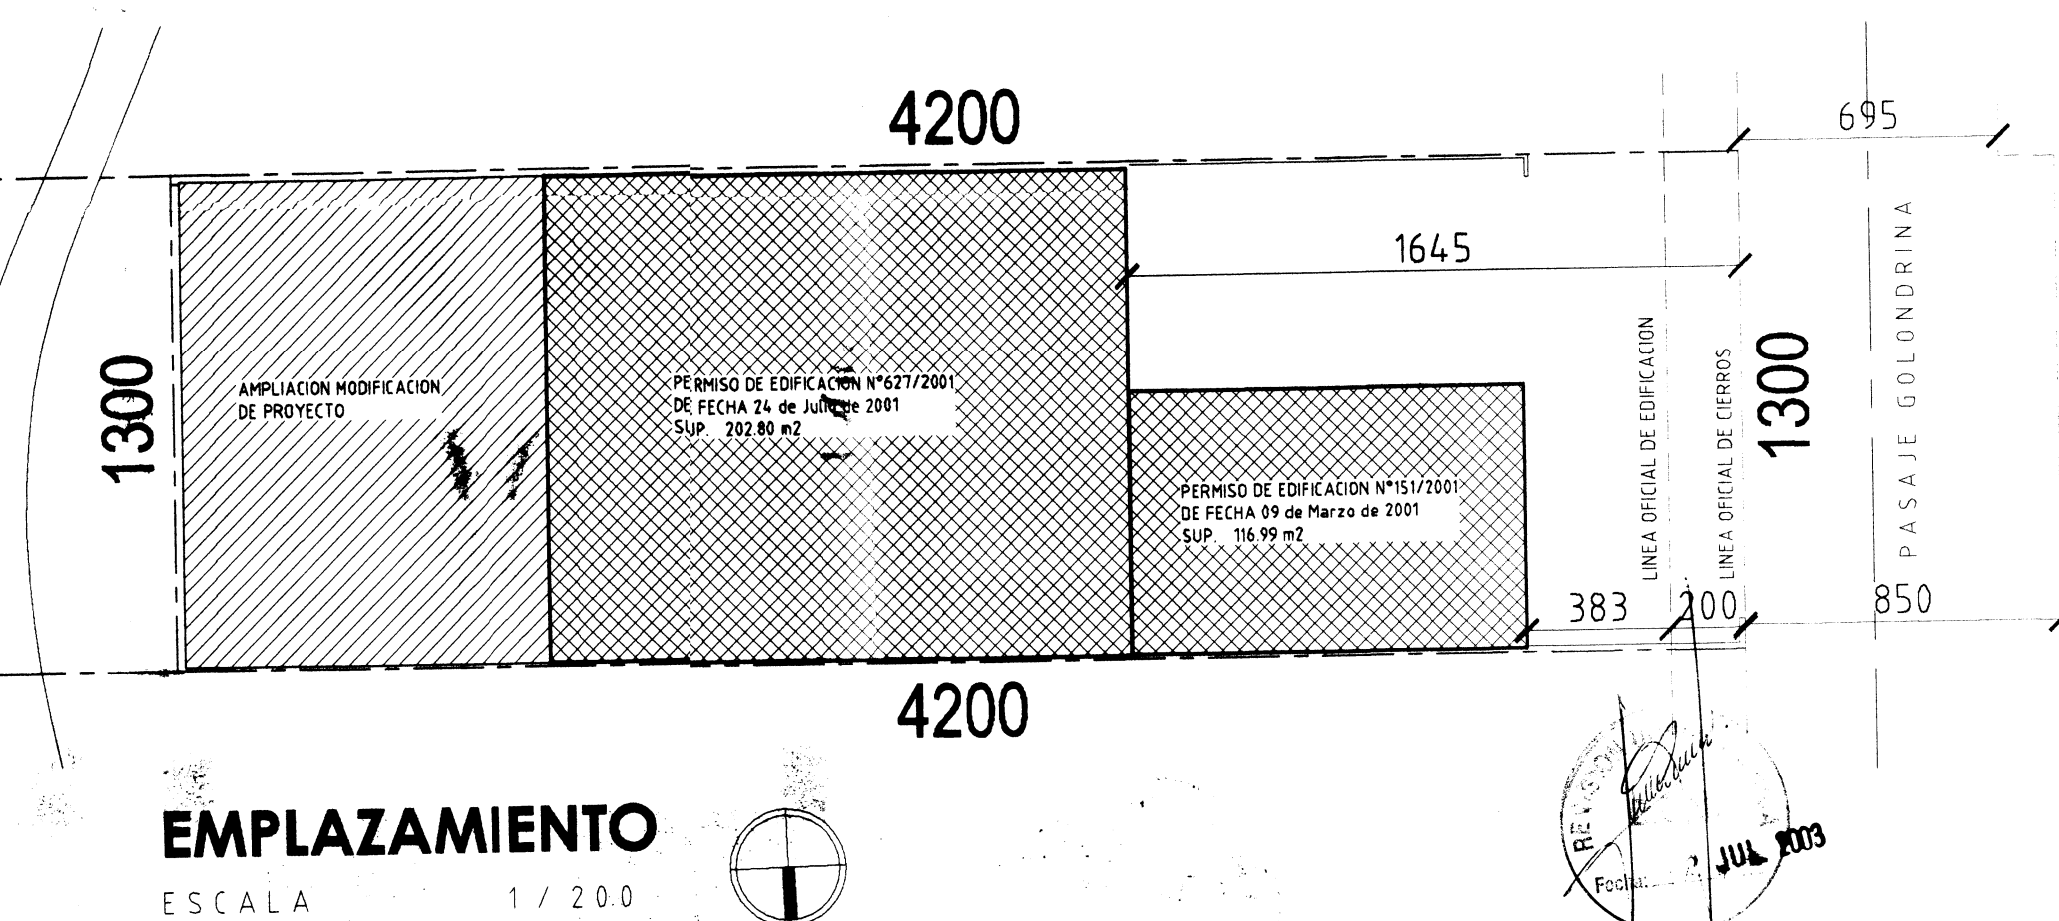 4200
695
1645
1300
AMPLIACION MODIFICACION
DE PROYECTO
PERMISO DE EDIFICACION N°627/2001
DE FECHA 24 de Julio de 2001
SUP. 202.80 m2
PERMISO DE EDIFICACION N°151/2001
DE FECHA 09 de Marzo de 2001
SUP. 116.99 m2
LINEA OFICIAL DE EDIFICACION
LINEA OFICIAL DE CIERROS
1300
PASAJE GOLONDRINA
383
200
850
4200
EMPLAZAMIENTO
ESCALA 1 / 200
Fecha:
JUL 2003